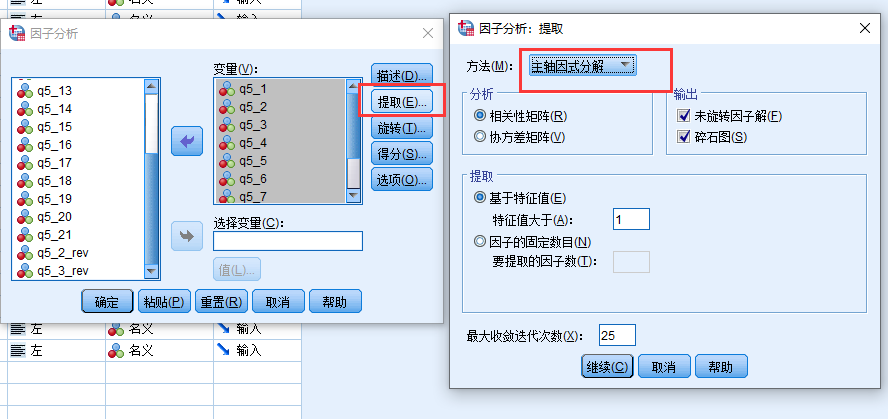 左 名义 输入
因子分析
q5_13
q5_14
q5_15
q5_16
q5_17
q5_18
q5_19
q5_20
q5_21
q5_2_rev
q5_3_rev
变量(V):
q5_1
q5_2
q5_3
q5_4
q5_5
q5_6
q5_7
选择变量(C):
值(L)...
描述(D)...
提取(E)...
旋转(T)...
得分(S)...
选项(O)...
确定 粘贴(P) 重置(R) 取消 帮助
左 名义 输入
左 名义 输入
因子分析：提取
方法(M): 主轴因式分解
分析
相关性矩阵(R)
协方差矩阵(V)
输出
未旋转因子解(F)
碎石图(S)
提取
基于特征值(E)
特征值大于(A): 1
因子的固定数目(N)
要提取的因子数(T):
最大收敛迭代次数(X): 25
继续(C) 取消 帮助